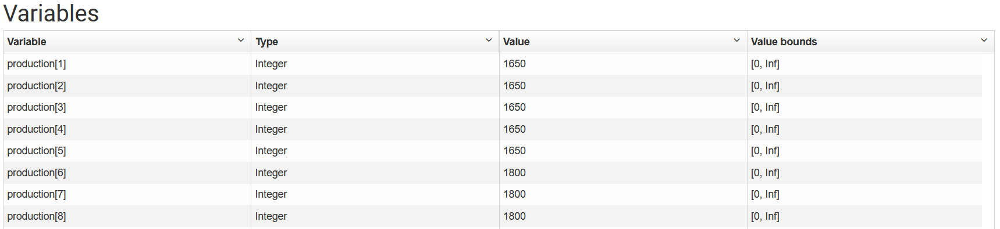 Variables
Variable Type Value Value bounds
production[1] Integer 1650 [0, Inf]
production[2] Integer 1650 [0, Inf]
production[3] Integer 1650 [0, Inf]
production[4] Integer 1650 [0, Inf]
production[5] Integer 1650 [0, Inf]
production[6] Integer 1800 [0, Inf]
production[7] Integer 1800 [0, Inf]
production[8] Integer 1800 [0, Inf]